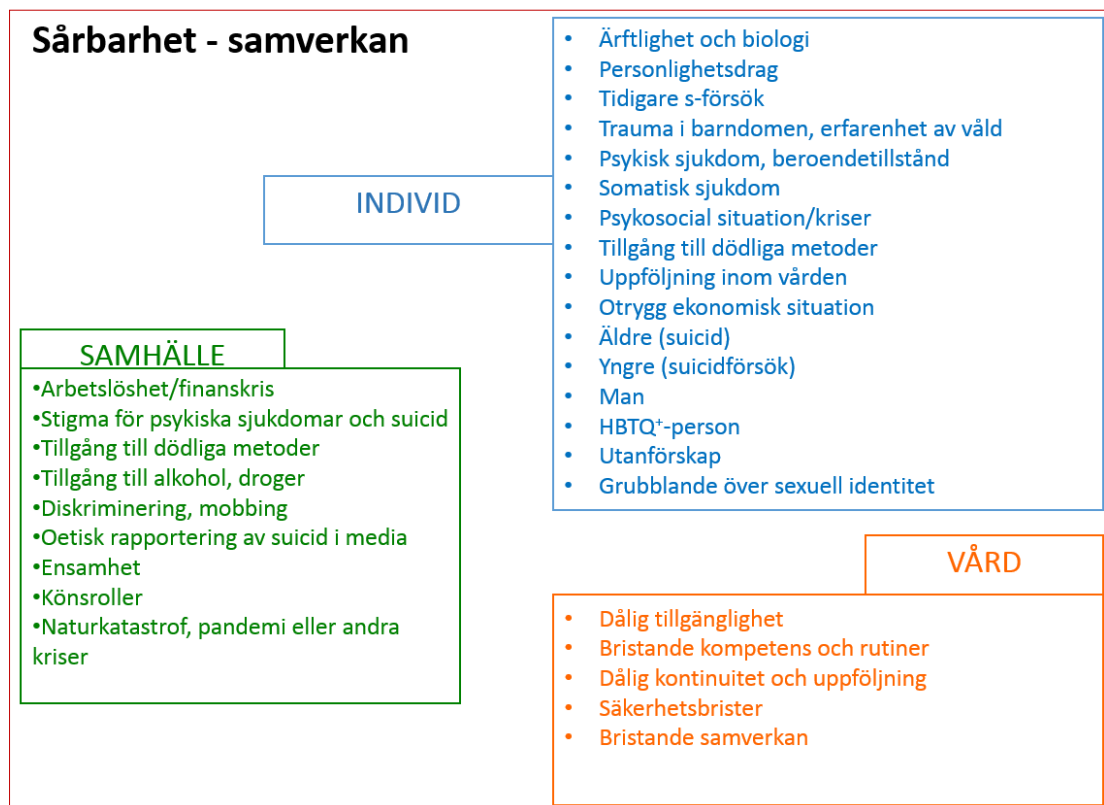 Sårbarhet - samverkan
INDIVID
• Ärftlighet och biologi
• Personlighetsdrag
• Tidigare s-försök
• Trauma i barndomen, erfarenhet av våld
• Psykisk sjukdom, beroendetillstånd
• Somatisk sjukdom
• Psykosocial situation/kriser
• Tillgång till dödliga metoder
• Uppföljning inom vården
• Otrygg ekonomisk situation
• Äldre (suicid)
• Yngre (suicidförsök)
• Man
• HBTQ⁺-person
• Utanförskap
• Grubblande över sexuell identitet
SAMHÄLLE
•Arbetslöshet/finanskris
•Stigma för psykiska sjukdomar och suicid
•Tillgång till dödliga metoder
•Tillgång till alkohol, droger
•Diskriminering, mobbing
•Oetisk rapportering av suicid i media
•Ensamhet
•Könsroller
•Naturkatastrof, pandemi eller andra
kriser
VÅRD
• Dålig tillgänglighet
• Bristande kompetens och rutiner
• Dålig kontinuitet och uppföljning
• Säkerhetsbrister
• Bristande samverkan